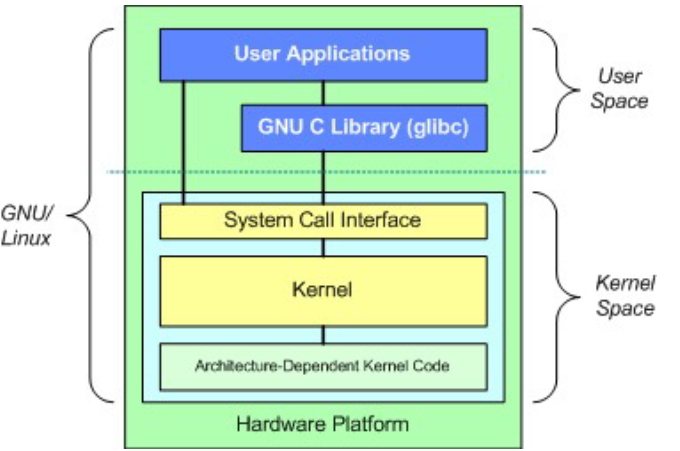 User Applications
GNU C Library (glibc)
User
Space
GNU/
Linux
System Call Interface
Kernel
Kernel
Space
Architecture-Dependent Kernel Code
Hardware Platform